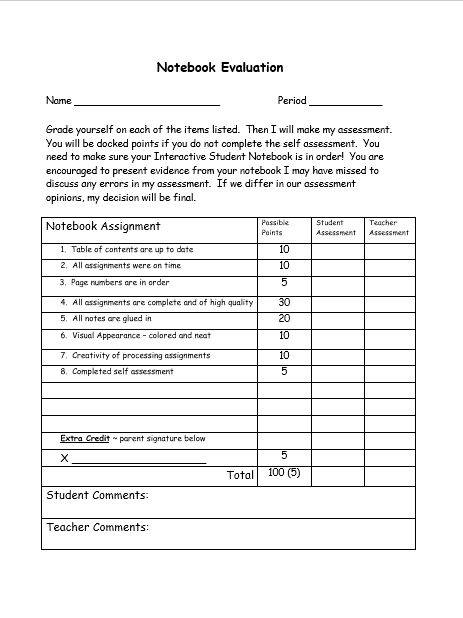 Notebook Evaluation
Name ______________________ Period ___________
Grade yourself on each of the items listed. Then I will make my assessment.
You will be docked points if you do not complete the self assessment. You
need to make sure your Interactive Student Notebook is in order! You are
encouraged to present evidence from your notebook I may have missed to
discuss any errors in my assessment. If we differ in our assessment
opinions, my decision will be final.
Notebook Assignment Possible Points Student Assessment Teacher Assessment
1. Table of contents are up to date 10
2. All assignments were on time 10
3. Page numbers are in order 5
4. All assignments are complete and of high quality 30
5. All notes are glued in 20
6. Visual Appearance – colored and neat 10
7. Creativity of processing assignments 10
8. Completed self assessment 5
Extra Credit ~ parent signature below
X ____________________ 5
Total 100 (5)
Student Comments:
Teacher Comments: